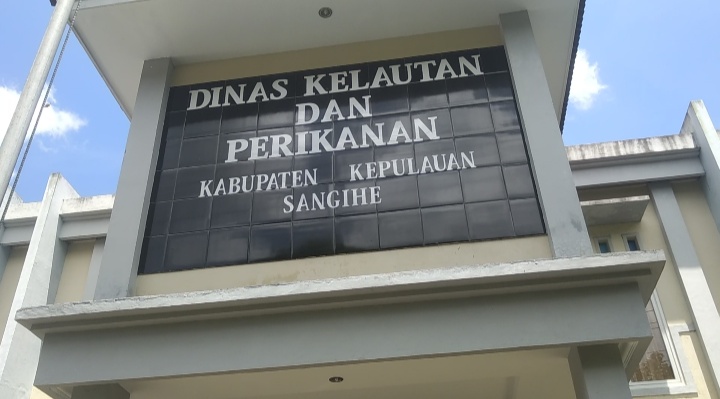 DINAS KELAUTAN
DAN
PERIKANAN
KABUPATEN KEPULAUAN
SANGIHE